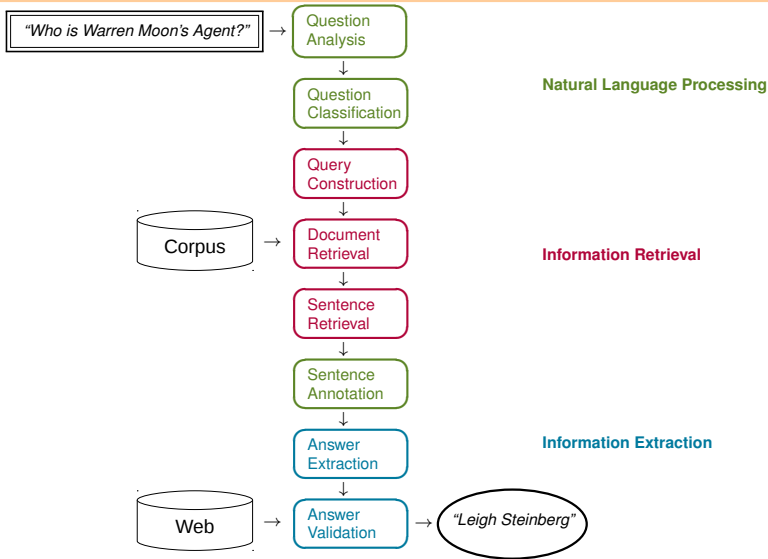 “Who is Warren Moon’s Agent?”
Question
Analysis
Natural Language Processing
Question
Classification
Query
Construction
Corpus
Document
Retrieval
Information Retrieval
Sentence
Retrieval
Sentence
Annotation
Answer
Extraction
Information Extraction
Web
Answer
Validation
“Leigh Steinberg”